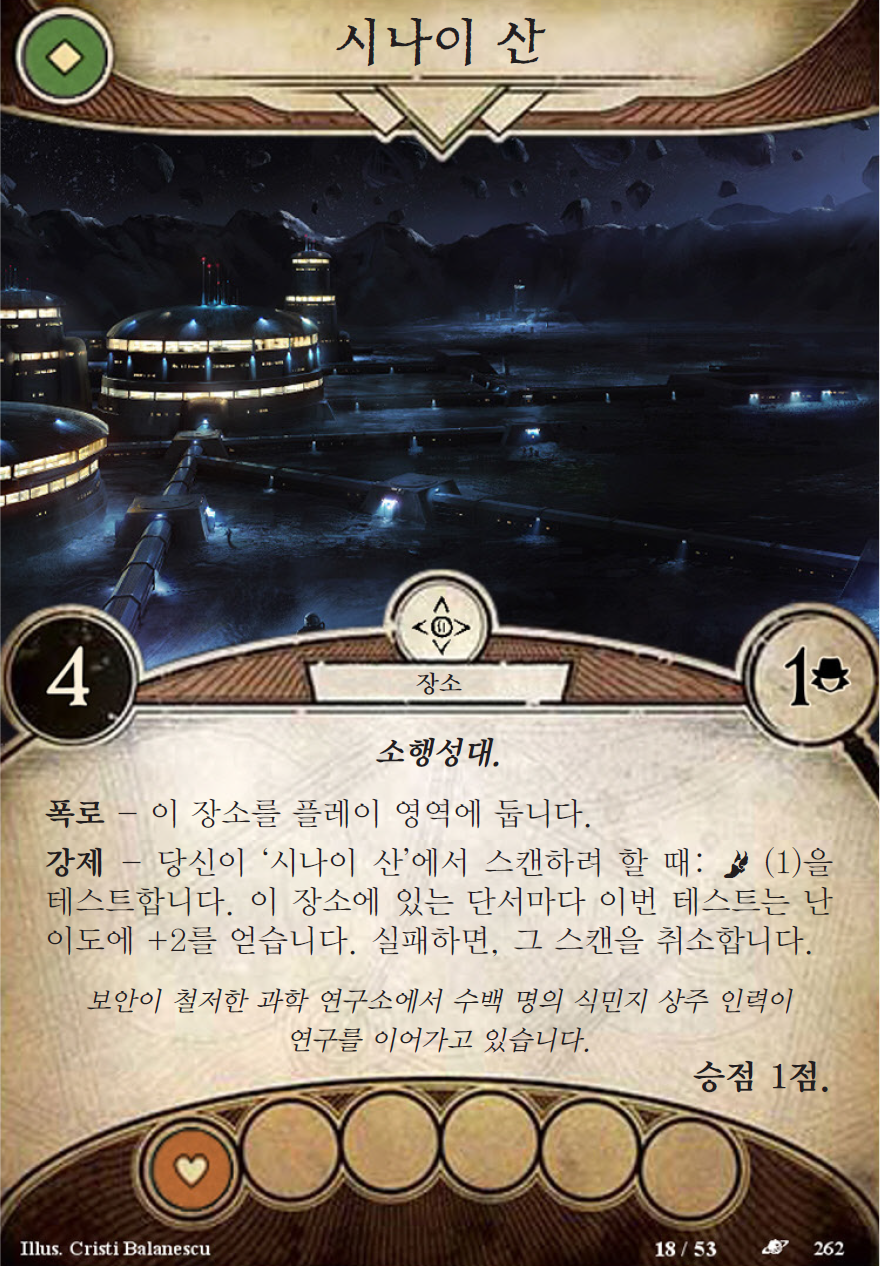 시나이 산
4
장소
1
소행성대.
폭로 – 이 장소를 플레이 영역에 둡니다.
강제 – 당신이 ‘시나이 산’에서 스캔하려 할 때: (1)을
테스트합니다. 이 장소에 있는 단서마다 이번 테스트는 난
이도에 +2를 얻습니다. 실패하면, 그 스캔을 취소합니다.
보안이 철저한 과학 연구소에서 수백 명의 식민지 상주 인력이
연구를 이어가고 있습니다.
승점 1점.
Illus. Cristi Balanescu
18 / 53
262